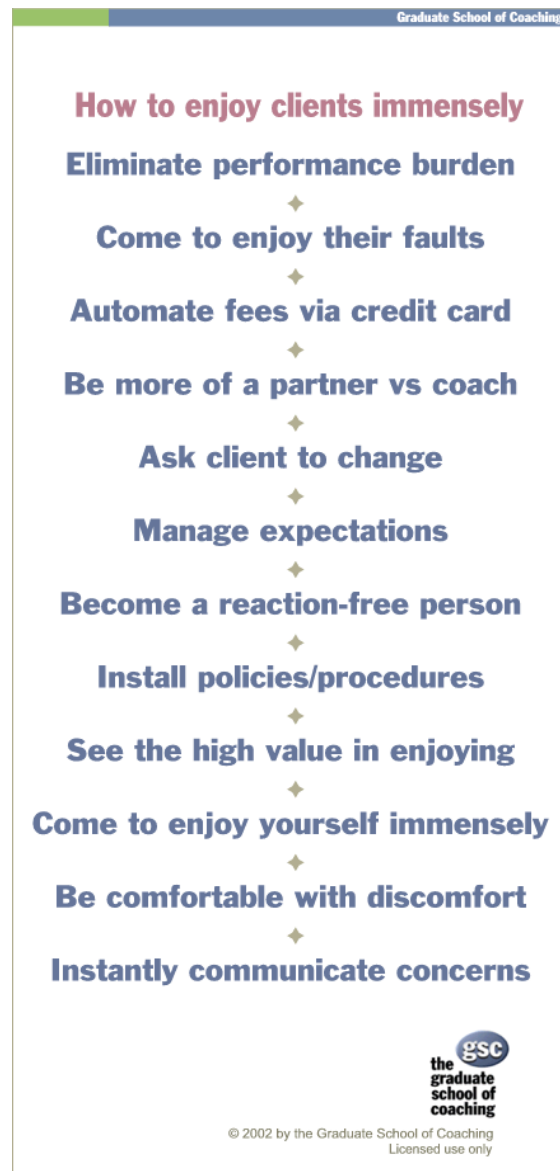 Graduate School of Coaching
How to enjoy clients immensely
Eliminate performance burden
Come to enjoy their faults
Automate fees via credit card
Be more of a partner vs coach
Ask client to change
Manage expectations
Become a reaction-free person
Install policies/procedures
See the high value in enjoying
Come to enjoy yourself immensely
Be comfortable with discomfort
Instantly communicate concerns
gsc
the
graduate
school of
coaching
© 2002 by the Graduate School of Coaching
Licensed use only